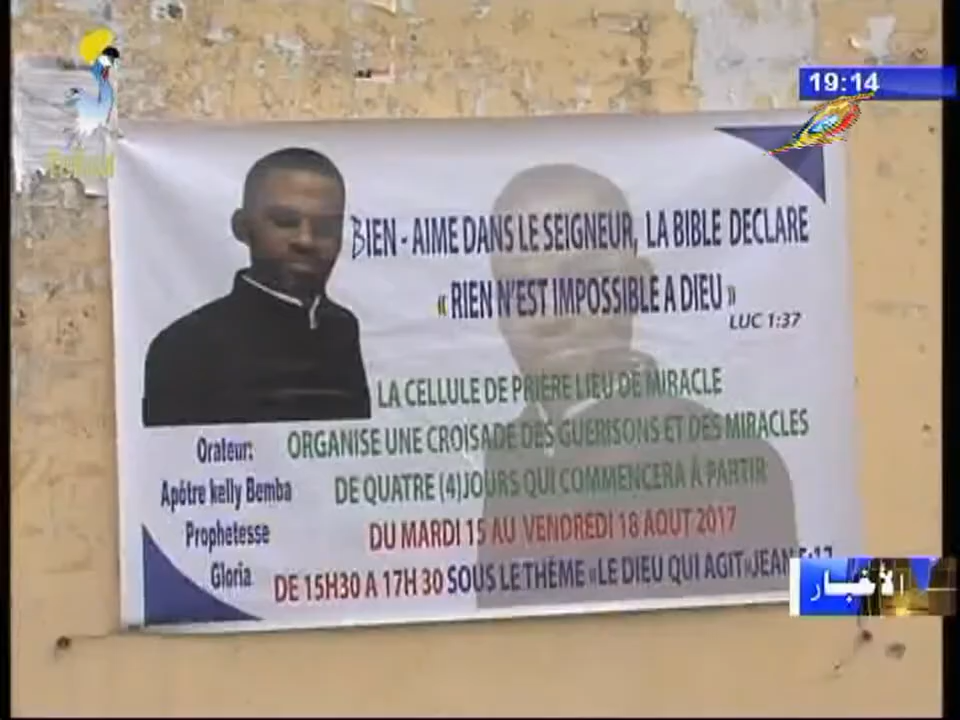 19:14
Tchad
BIEN - AIME DANS LE SEIGNEUR, LA BIBLE DECLARE
« RIEN N'EST IMPOSSIBLE A DIEU »
LUC 1:37
LA CELLULE DE PRIÈRE LIEU DE MIRACLE
ORGANISE UNE CROISADE DES GUERISONS ET DES MIRACLES
DE QUATRE (4)JOURS QUI COMMENCERA À PARTIR
DU MARDI 15 AU VENDREDI 18 AOUT 2017
DE 15H30 A 17H 30 SOUS LE THÈME «LE DIEU QUI AGIT»JEAN 5:17
Orateur:
Apôtre kelly Bemba
Prophetesse
Gloria
الأخبار